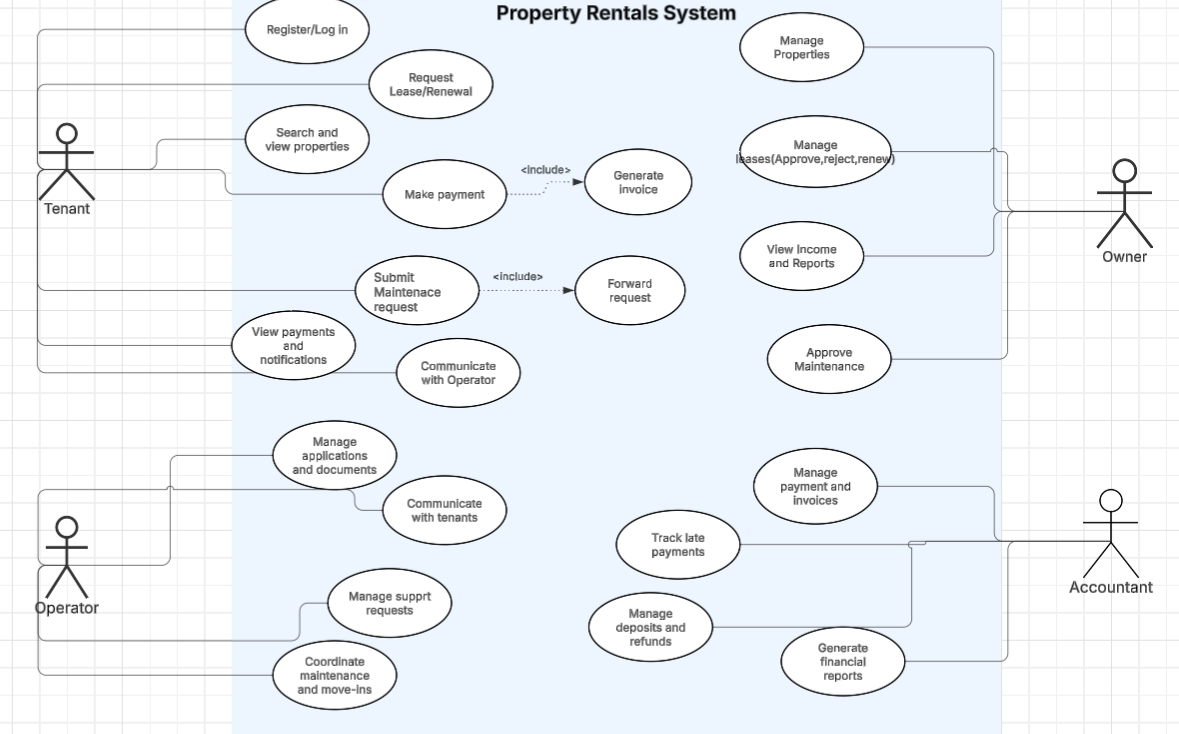 Property Rentals System
Register/Log in
Request
Lease/Renewal
Search and
view properties
Make payment
<include>
Generate
invoice
Tenant
Submit
Maintenace
request
<include>
Forward
request
View payments
and
notifications
Communicate
with Operator
Manage
Properties
Manage
leases(Approve,reject,renew)
View Income
and Reports
Owner
Approve
Maintenance
Manage
applications
and documents
Communicate
with tenants
Operator
Manage supprt
requests
Coordinate
maintenance
and move-ins
Manage
payment and
invoices
Track late
payments
Accountant
Manage
deposits and
refunds
Generate
financial
reports